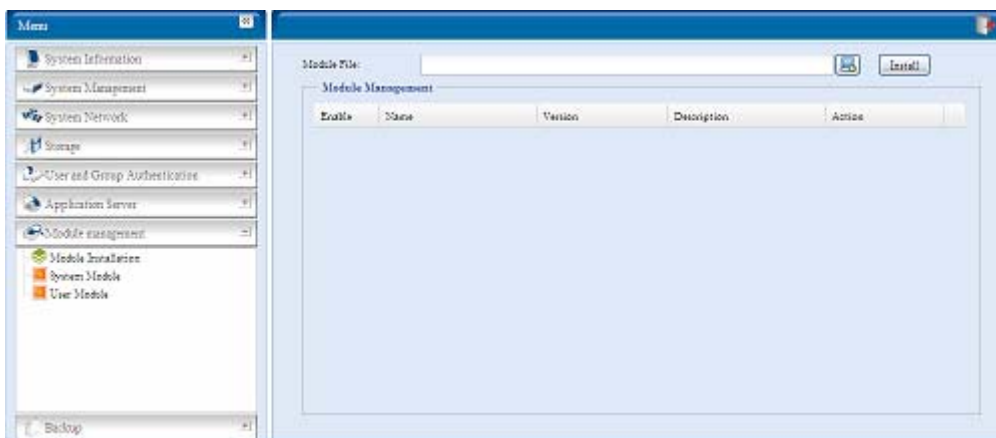 Menu
System Information
System Management
System Network
Storage
User and Group Authentication
Application Server
Module management
Module Installation
System Module
User Module
Backup
Module File:
Install
Module Management
Enable Name Version Description Action